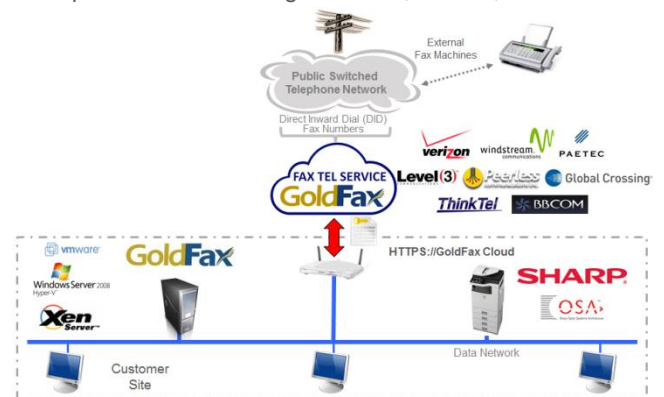 External
Fax Machines
Public Switched
Telephone Network
Direct Inward Dial (DID)
Fax Numbers
verizon
windstream
communications
PAETEC
FAX TEL SERVICE
GoldFax
Level(3)
Peerless
Global Crossing
ThinkTel
BBCOM
HTTPS://GoldFax Cloud
vmware
GoldFax
Windows Server 2008
Hyper-V
Xen
Server
SHARP
OSA
Data Network
Customer
Site